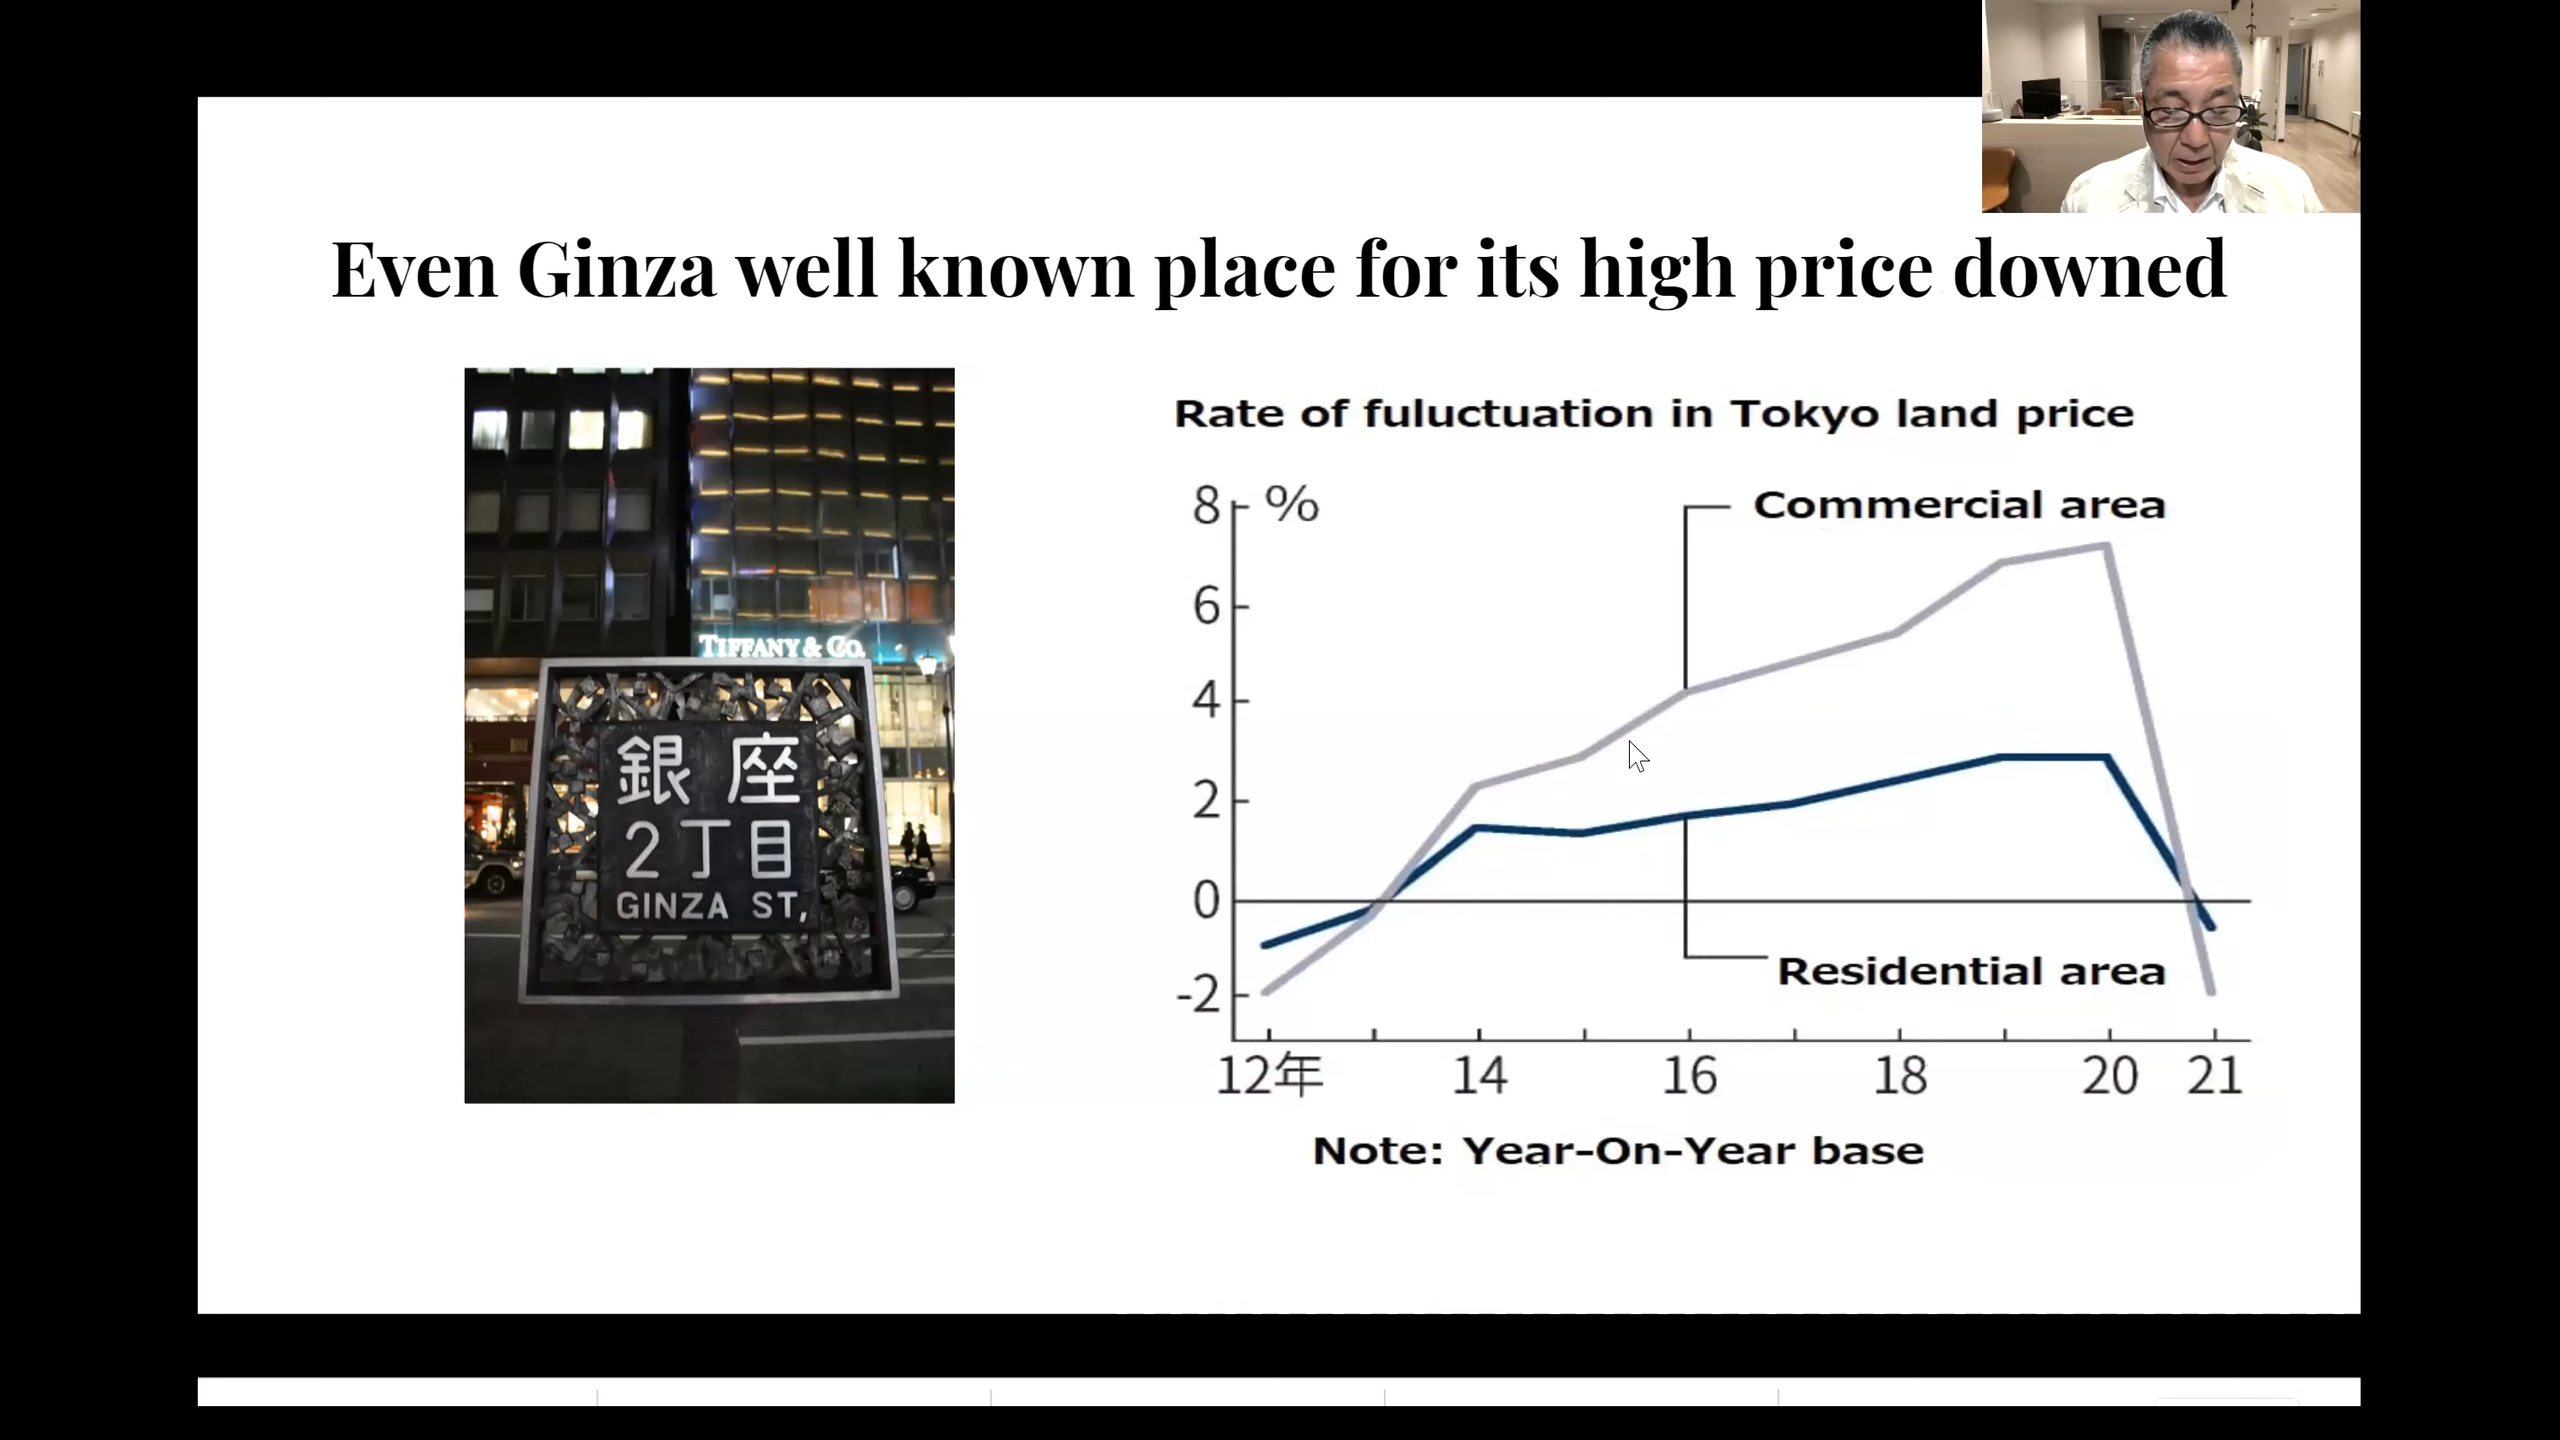 Even Ginza well known place for its high price downed
TIFFANY & CO.
銀座
2丁目
GINZA ST,
Rate of fuluctuation in Tokyo land price
8 %
Commercial area
6
4
2
0
Residential area
-2
12年 14 16 18 20 21
Note: Year-On-Year base